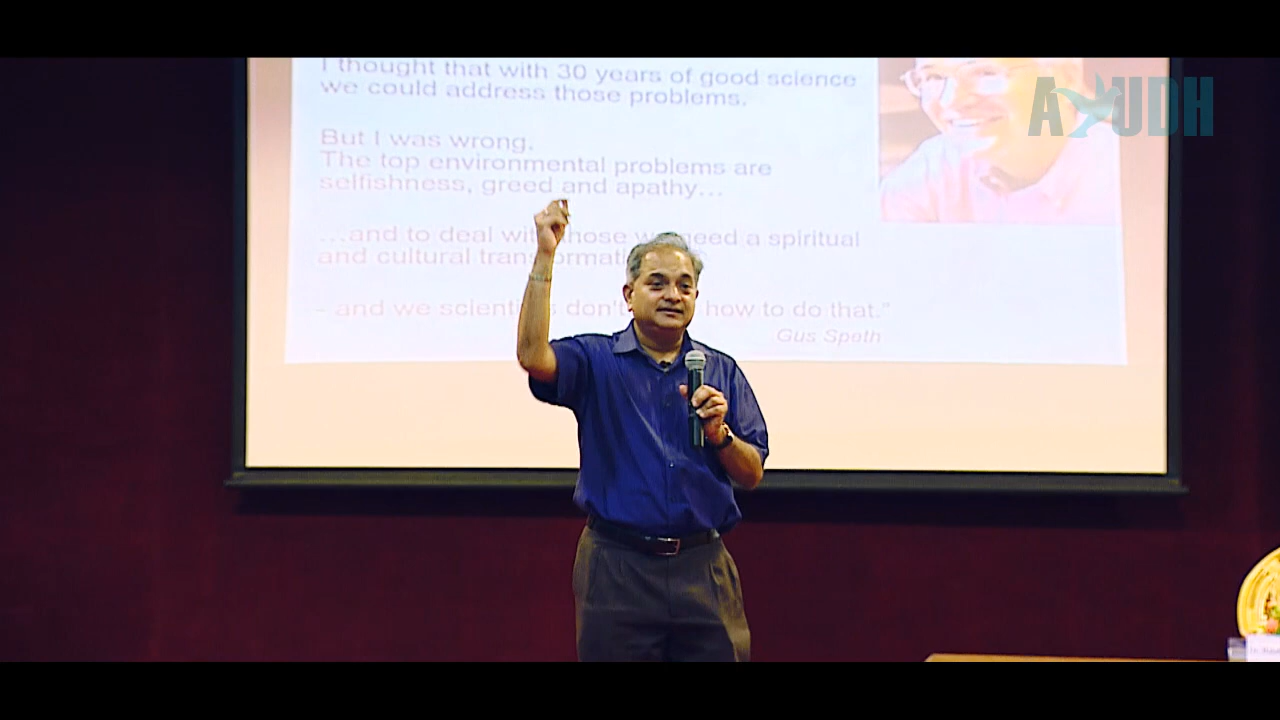 I thought that with 30 years of good science
we could address those problems.
AYUDH
But I was wrong.
The top environmental problems are
selfishness, greed and apathy…
…and to deal with those we need a spiritual
and cultural
– and we scientists don't how to do that."
Gus Speth